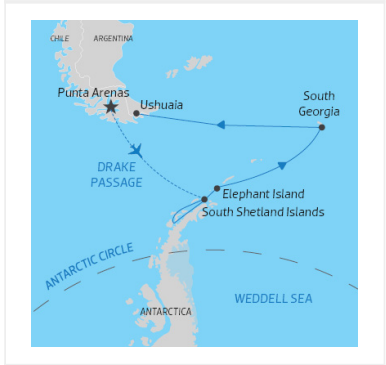 CHILE
ARGENTINA
Punta Arenas
Ushuaia
South
Georgia
DRAKE
PASSAGE
Elephant Island
South Shetland Islands
ANTARCTIC CIRCLE
WEDDELL SEA
ANTARCTICA